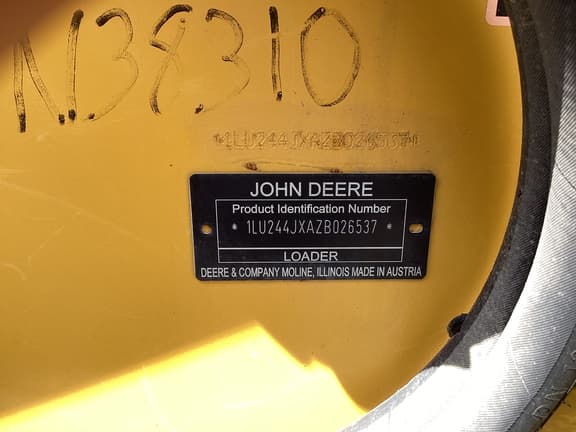 N38310
*1LU244JXAZB026537*
JOHN DEERE
Product Identification Number
* 1LU244JXAZB026537 *
LOADER
DEERE & COMPANY MOLINE, ILLINOIS MADE IN AUSTRIA